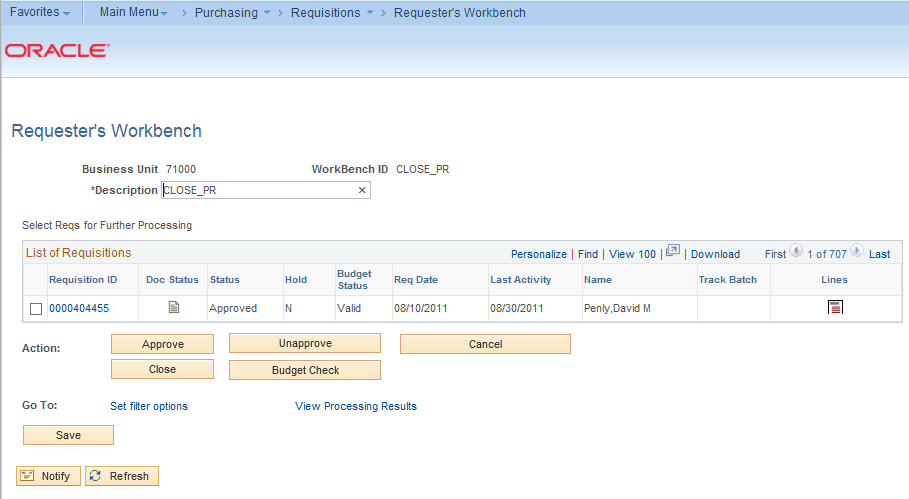 Favorites Main Menu > Purchasing > Requisitions > Requester's Workbench
ORACLE
Requester's Workbench
Business Unit 71000 WorkBench ID CLOSE_PR
*Description CLOSE_PR ×
Select Reqs for Further Processing
List of Requisitions Personalize | Find | View 100 | | Download First 1 of 707 Last
Requisition ID Doc Status Status Hold Budget Status Req Date Last Activity Name Track Batch Lines
0000404455 Approved N Valid 08/10/2011 08/30/2011 Penly,David M
Action: Approve Unapprove Cancel
Close Budget Check
Go To: Set filter options View Processing Results
Save
Notify Refresh